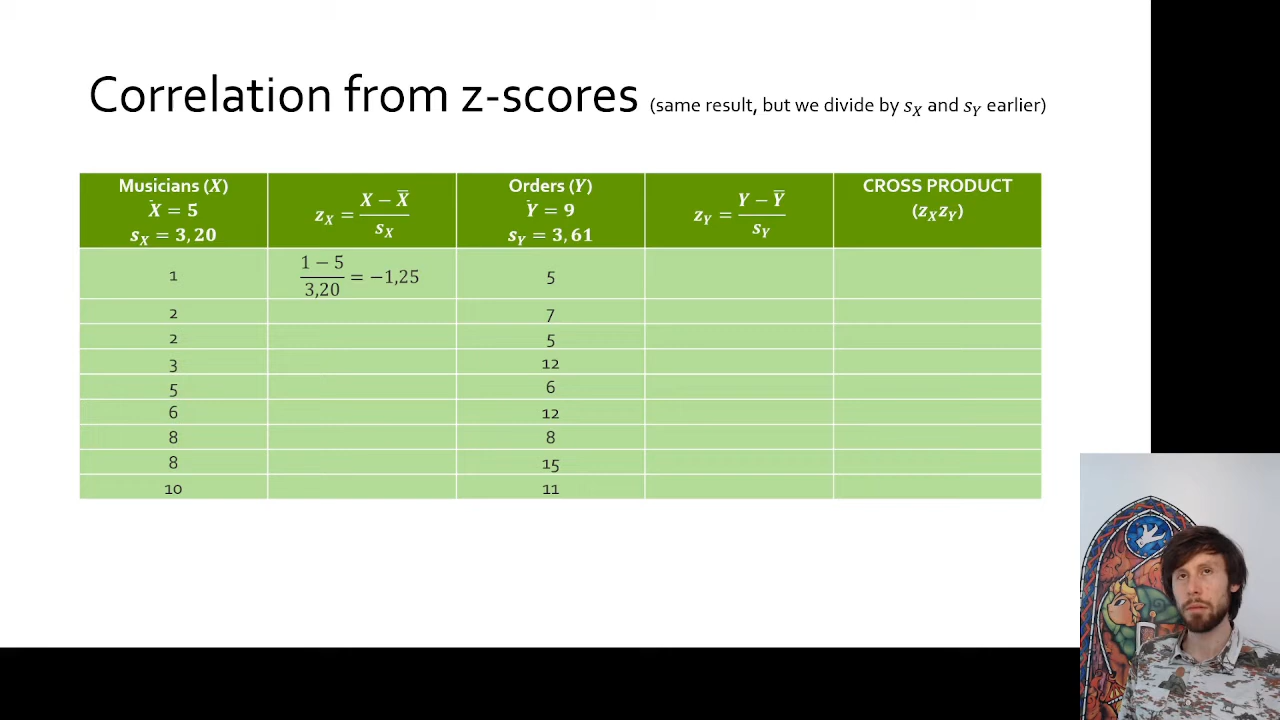 Correlation from z-scores (same result, but we divide by s_X and s_Y earlier)
Musicians (X)
X̄ = 5
s_X = 3,20
z_X = (X − X̄)/s_X
Orders (Y)
Ȳ = 9
s_Y = 3,61
z_Y = (Y − Ȳ)/s_Y
CROSS PRODUCT
(z_X z_Y)
1 (1 − 5)/3,20 = −1,25 5
2 7
2 5
3 12
5 6
6 12
8 8
8 15
10 11